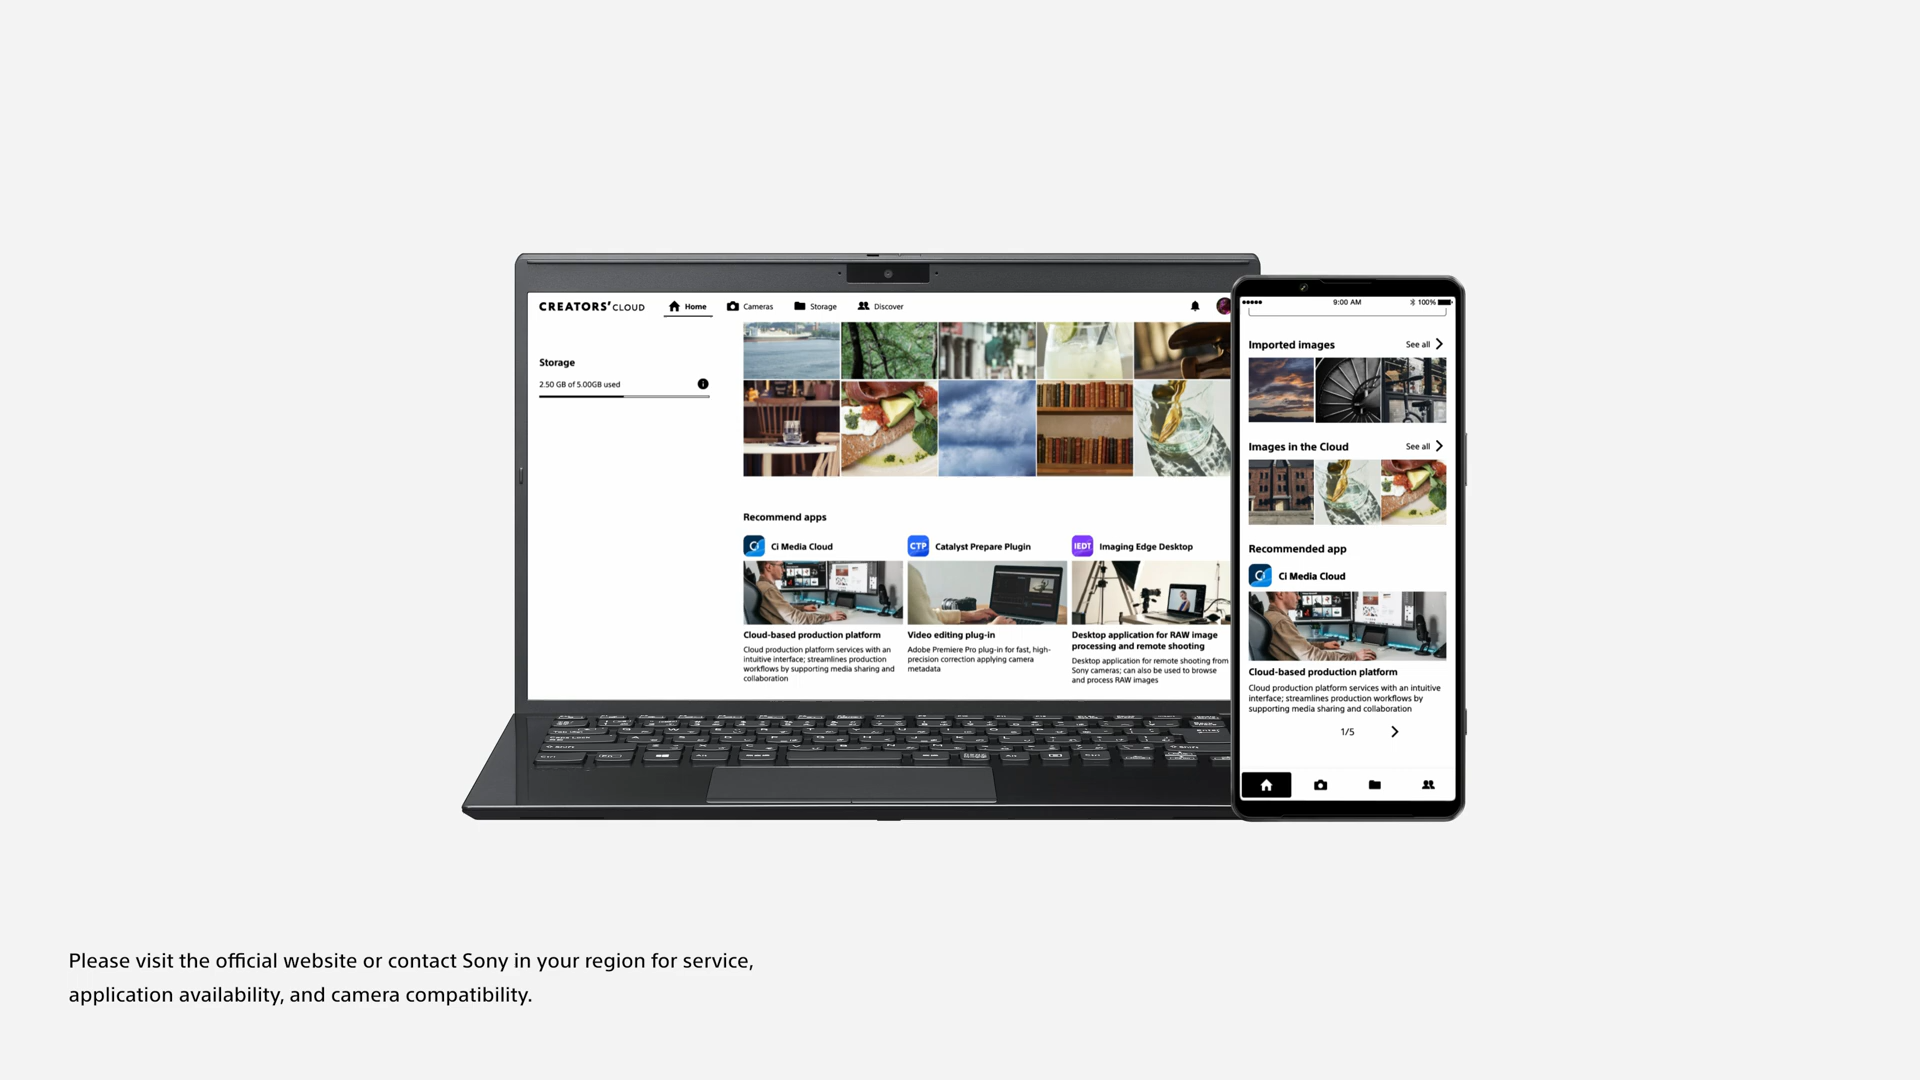 CREATORS' CLOUD
Home
Cameras
Storage
Discover
Storage
2.50 GB of 5.00GB used
Recommend apps
Ci Media Cloud
Cloud-based production platform
Cloud production platform services with an
intuitive interface; streamlines production
workflows by supporting media sharing and
collaboration
CTP
Catalyst Prepare Plugin
Video editing plug-in
Adobe Premiere Pro plug-in for fast, high-
precision correction applying camera
metadata
IEDT
Imaging Edge Desktop
Desktop application for RAW image
processing and remote shooting
Desktop application for remote shooting from
Sony cameras; can also be used to browse
and process RAW images
9:00 AM
100%
Imported images
See all
Images in the Cloud
See all
Recommended app
Ci Media Cloud
Cloud-based production platform
Cloud production platform services with an intuitive
interface; streamlines production workflows by
supporting media sharing and collaboration
1/5
Please visit the official website or contact Sony in your region for service,
application availability, and camera compatibility.